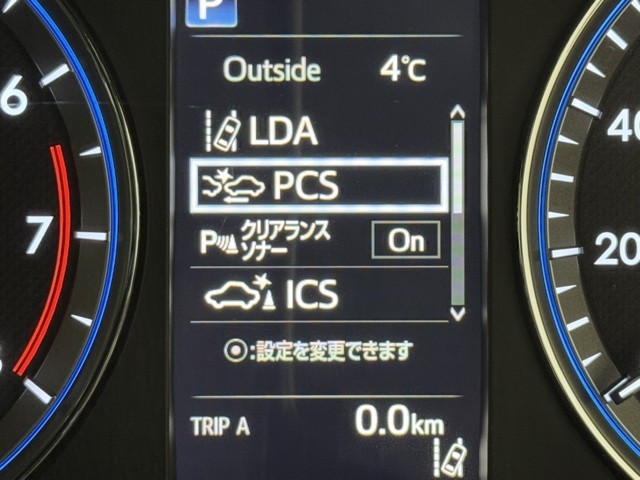 P
Outside 4℃
LDA
PCS
P クリアランス
ソナー On
ICS
:設定を変更できます
TRIP A 0.0km
6
7
40
20